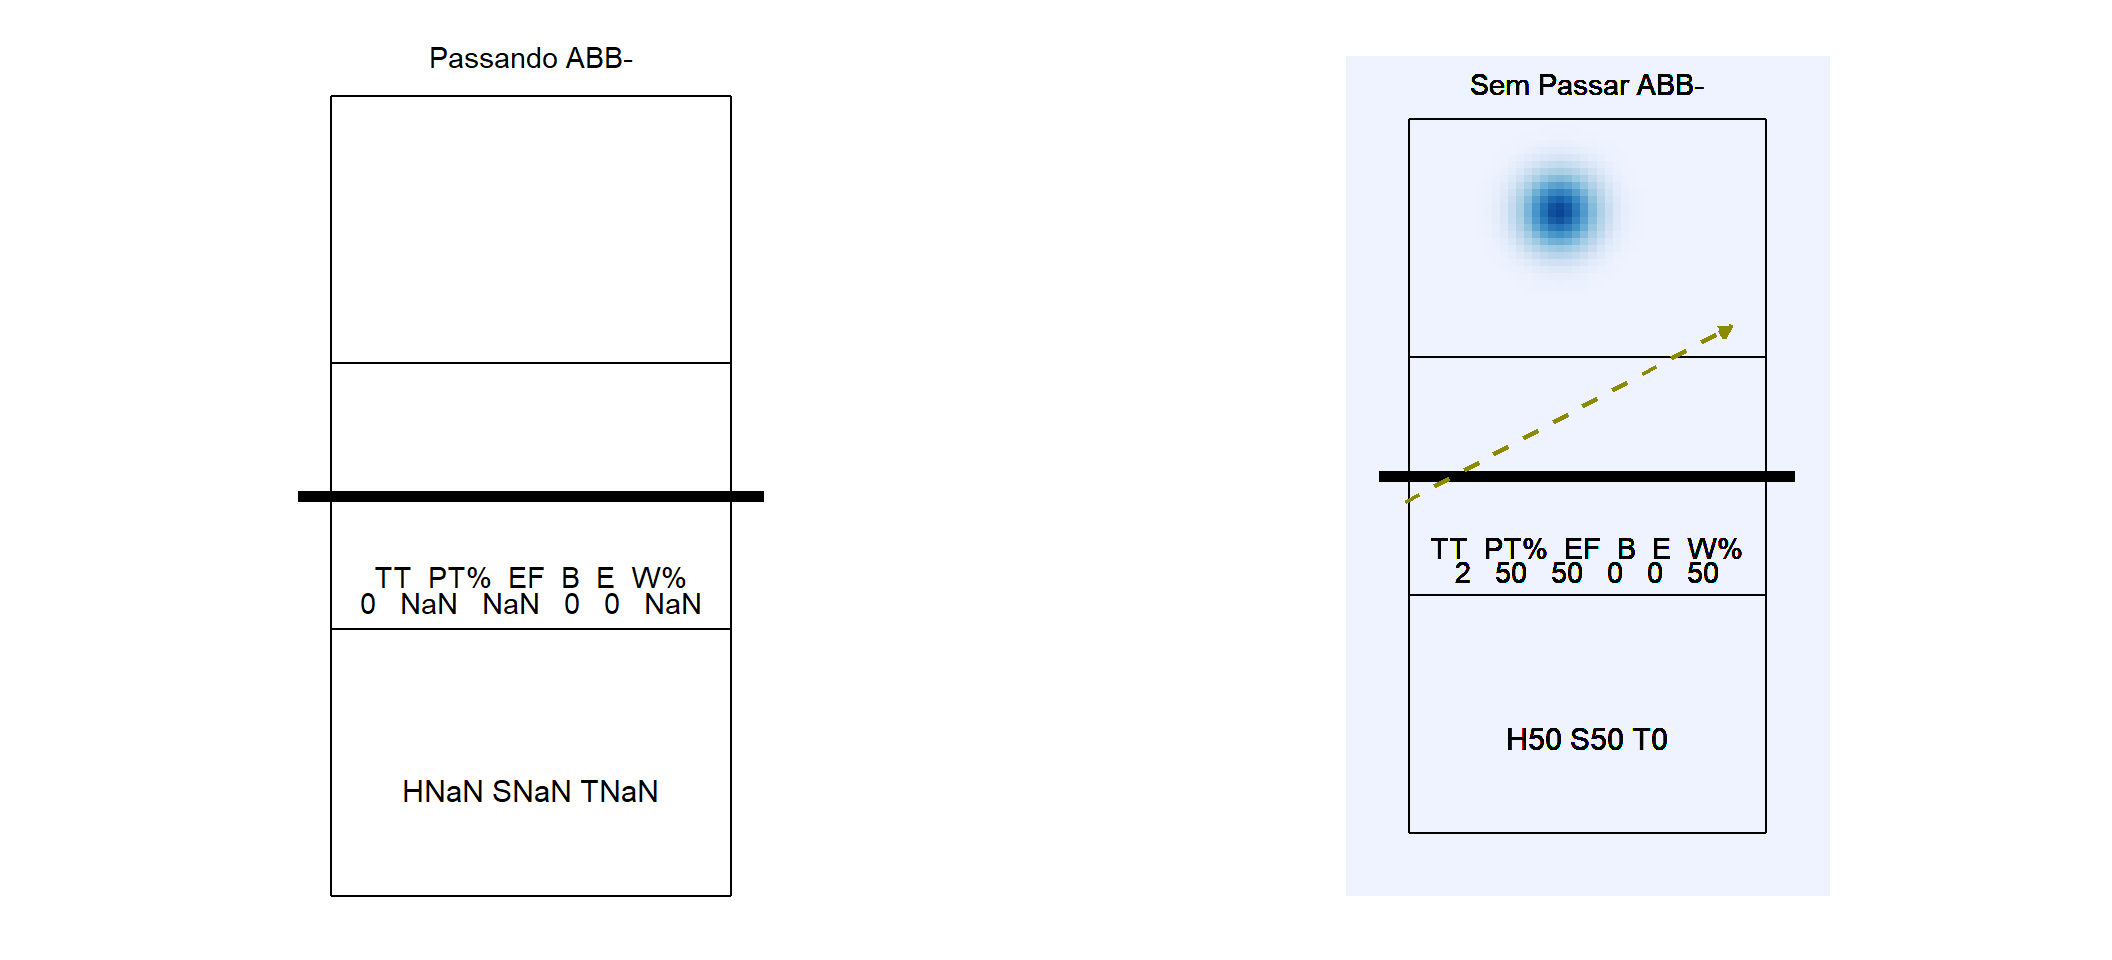 Passando ABB-
TT PT% EF B E W%
0 NaN NaN 0 0 NaN
HNaN SNaN TNaN
Sem Passar ABB-
TT PT% EF B E W%
2 50 50 0 0 50
H50 S50 T0